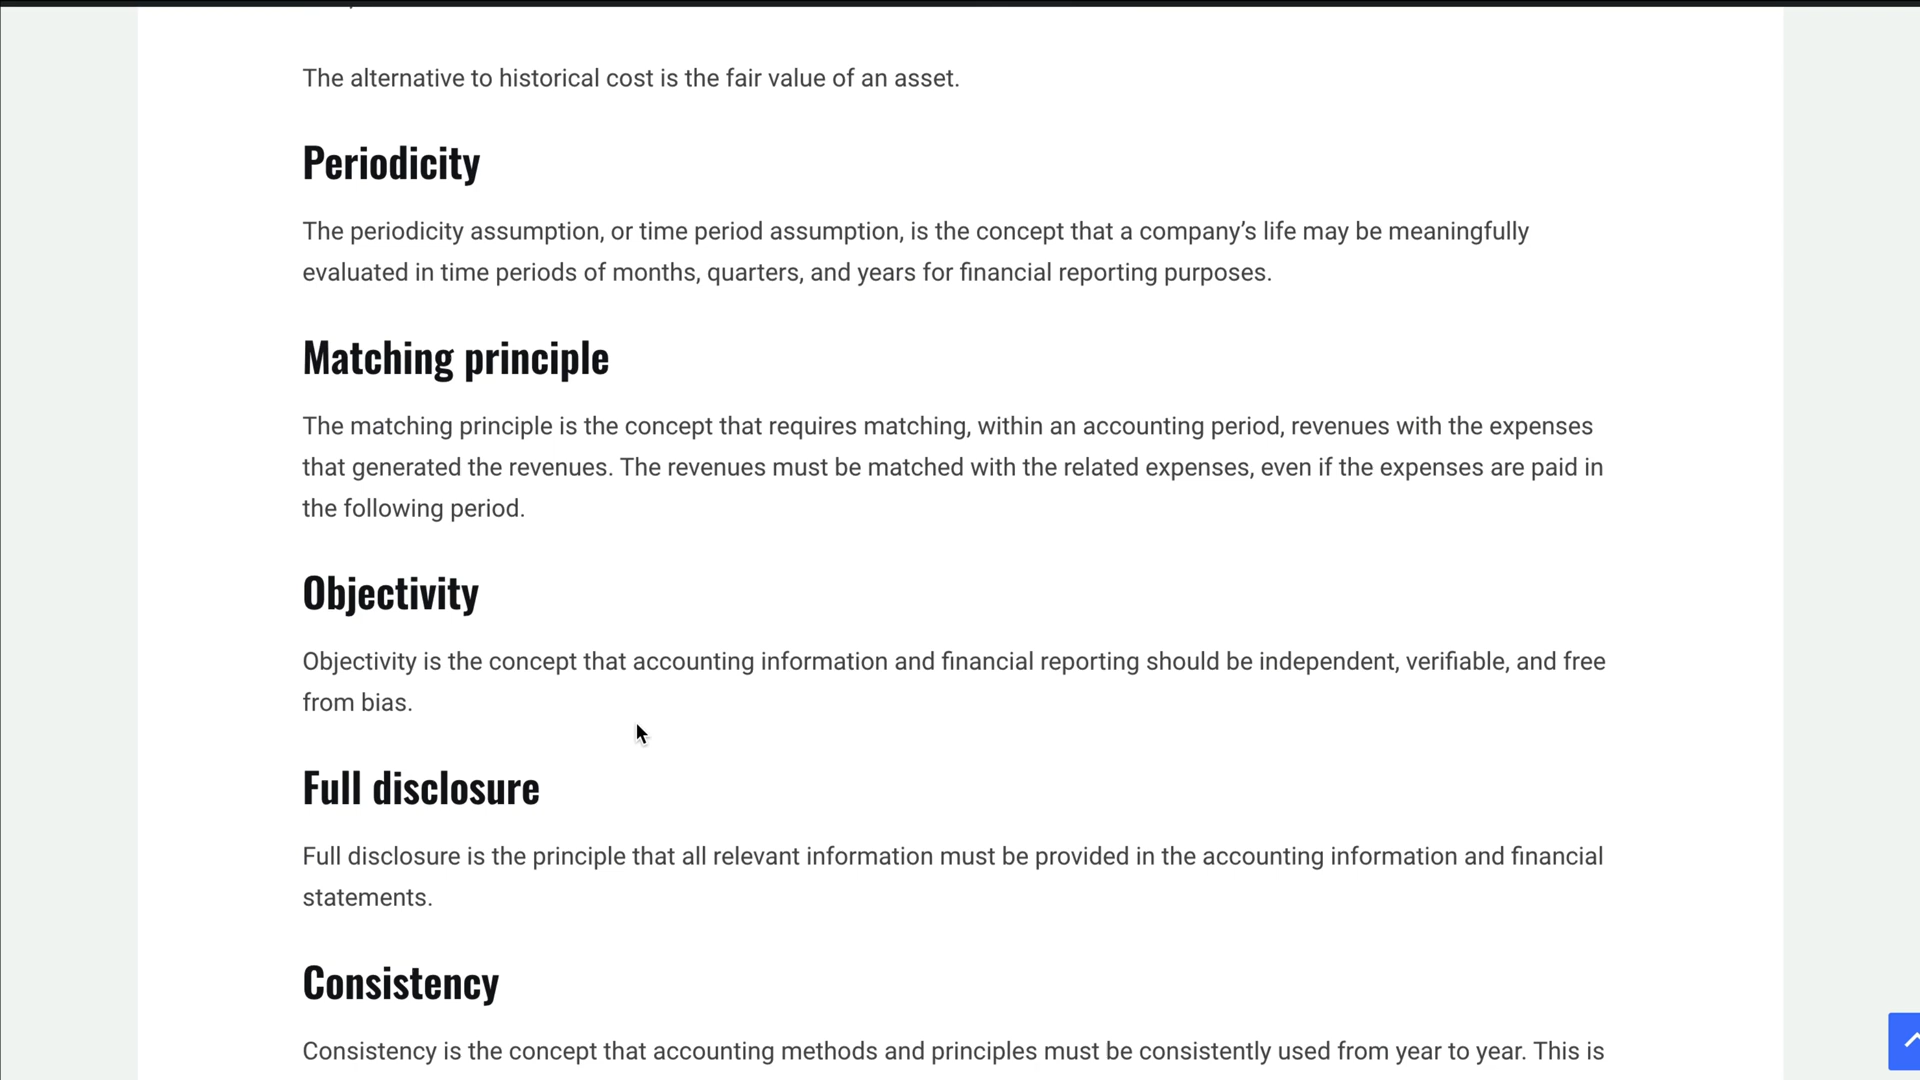 The alternative to historical cost is the fair value of an asset.
Periodicity
The periodicity assumption, or time period assumption, is the concept that a company’s life may be meaningfully
evaluated in time periods of months, quarters, and years for financial reporting purposes.
Matching principle
The matching principle is the concept that requires matching, within an accounting period, revenues with the expenses
that generated the revenues. The revenues must be matched with the related expenses, even if the expenses are paid in
the following period.
Objectivity
Objectivity is the concept that accounting information and financial reporting should be independent, verifiable, and free
from bias.
Full disclosure
Full disclosure is the principle that all relevant information must be provided in the accounting information and financial
statements.
Consistency
Consistency is the concept that accounting methods and principles must be consistently used from year to year. This is